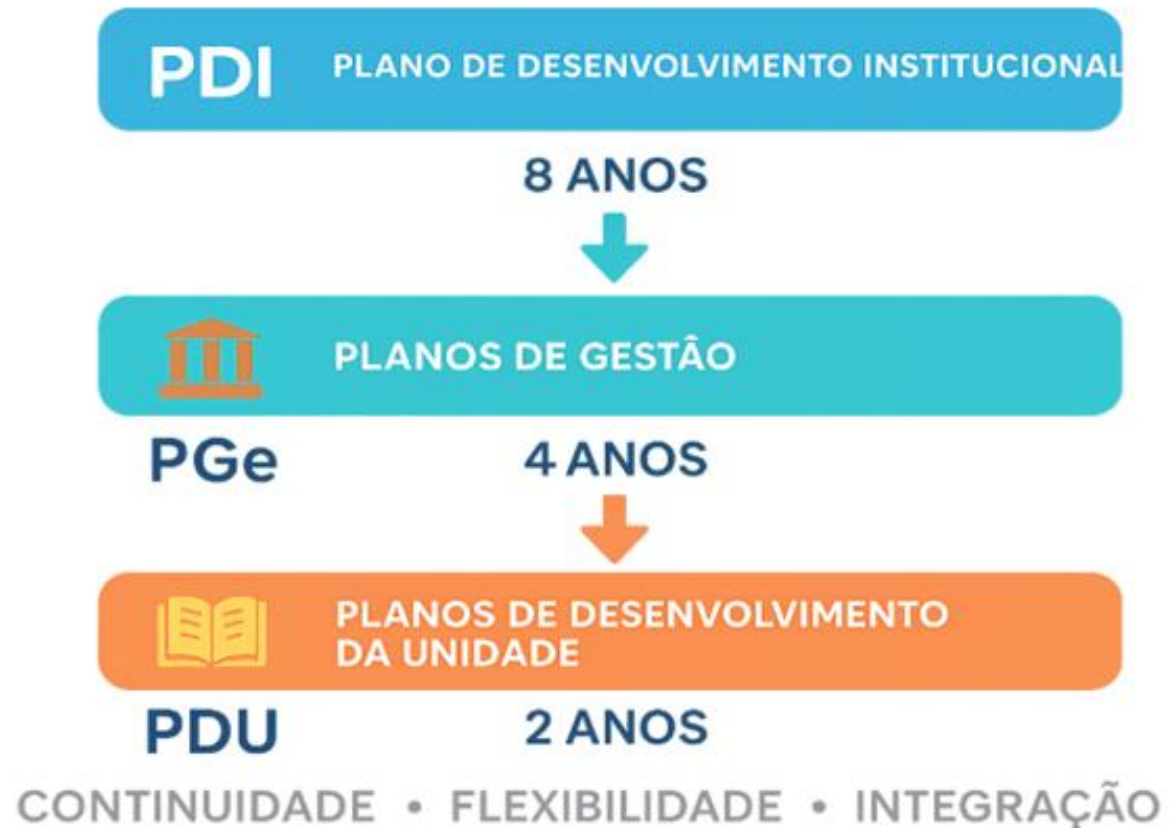 PDI PLANO DE DESENVOLVIMENTO INSTITUCIONAL
8 ANOS
PLANOS DE GESTÂO
PGe 4 ANOS
PLANOS DE DESENVOLVIMENTO
DA UNIDADE
PDU 2 ANOS
CONTINUIDADE • FLEXIBILIDADE • INTEGRAÇÃO